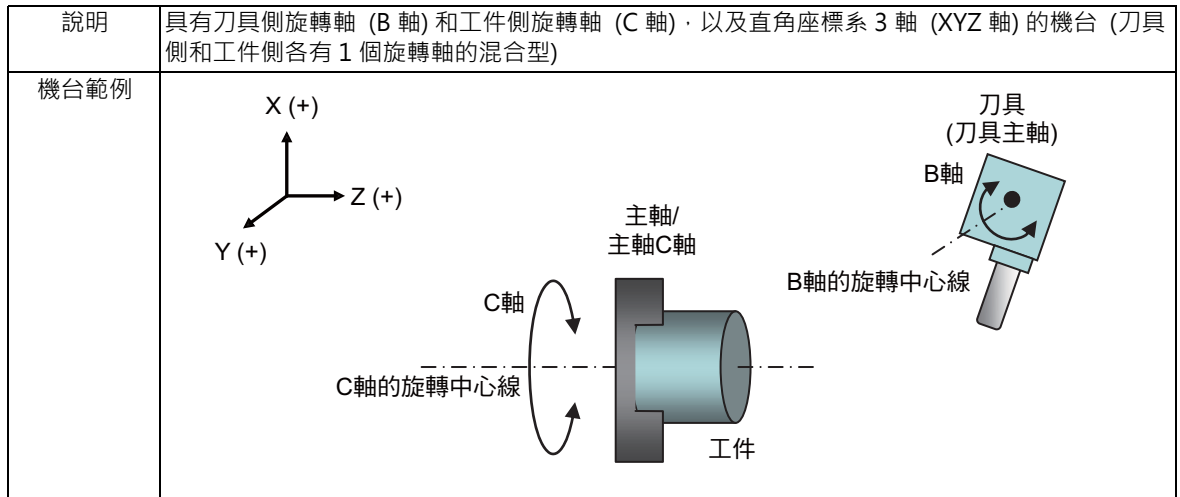 說明
具有刀具側旋轉軸 (B 軸) 和工件側旋轉軸 (C 軸)，以及直角座標系 3 軸 (XYZ 軸) 的機台 (刀具
側和工件側各有 1 個旋轉軸的混合型)
機台範例
X (+)
Z (+)
Y (+)
刀具
(刀具主軸)
B軸
B軸的旋轉中心線
主軸/
主軸C軸
C軸
C軸的旋轉中心線
工件